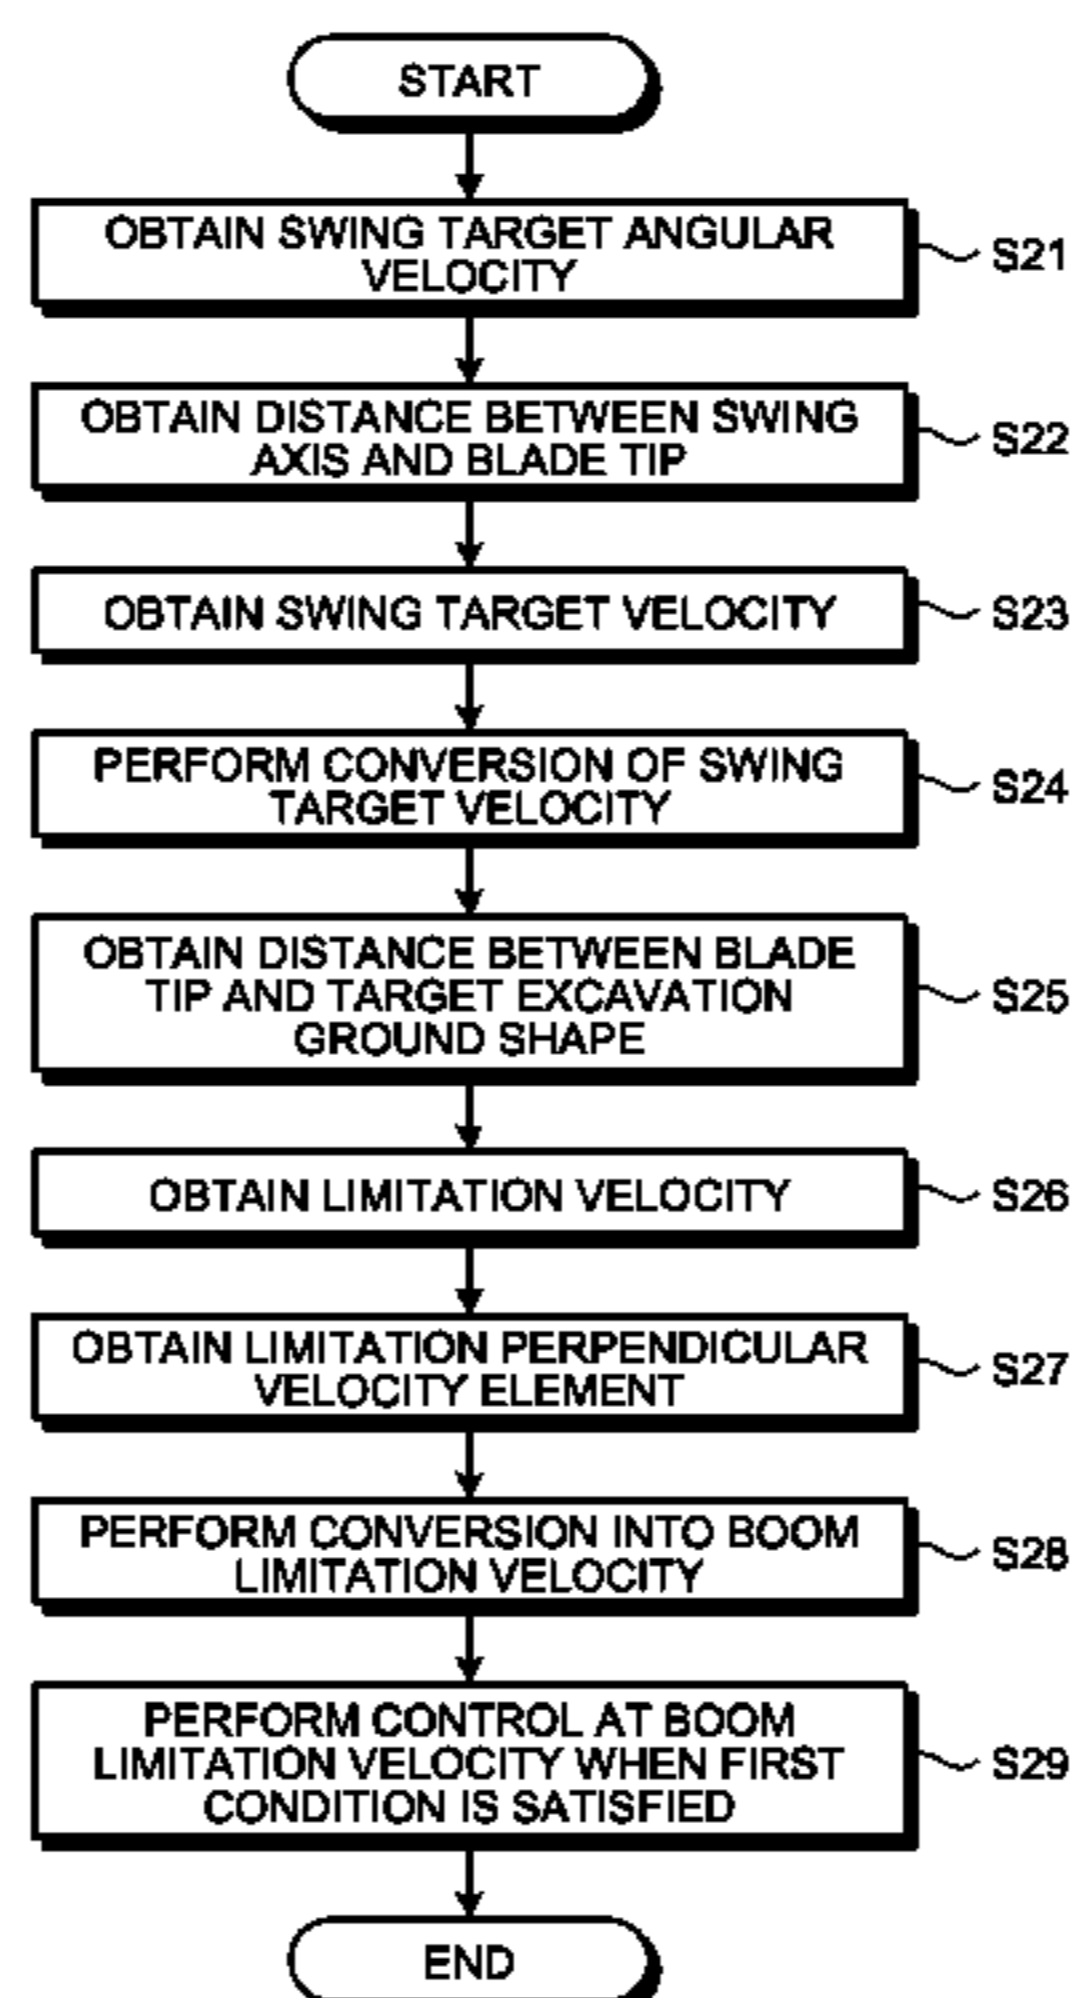 START
OBTAIN SWING TARGET ANGULAR
VELOCITY
S21
OBTAIN DISTANCE BETWEEN SWING
AXIS AND BLADE TIP
S22
OBTAIN SWING TARGET VELOCITY
S23
PERFORM CONVERSION OF SWING
TARGET VELOCITY
S24
OBTAIN DISTANCE BETWEEN BLADE
TIP AND TARGET EXCAVATION
GROUND SHAPE
S25
OBTAIN LIMITATION VELOCITY
S26
OBTAIN LIMITATION PERPENDICULAR
VELOCITY ELEMENT
S27
PERFORM CONVERSION INTO BOOM
LIMITATION VELOCITY
S28
PERFORM CONTROL AT BOOM
LIMITATION VELOCITY WHEN FIRST
CONDITION IS SATISFIED
S29
END